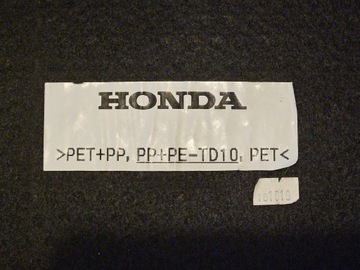 HONDA
>PET+PP, PP+PE-TD10, PET<